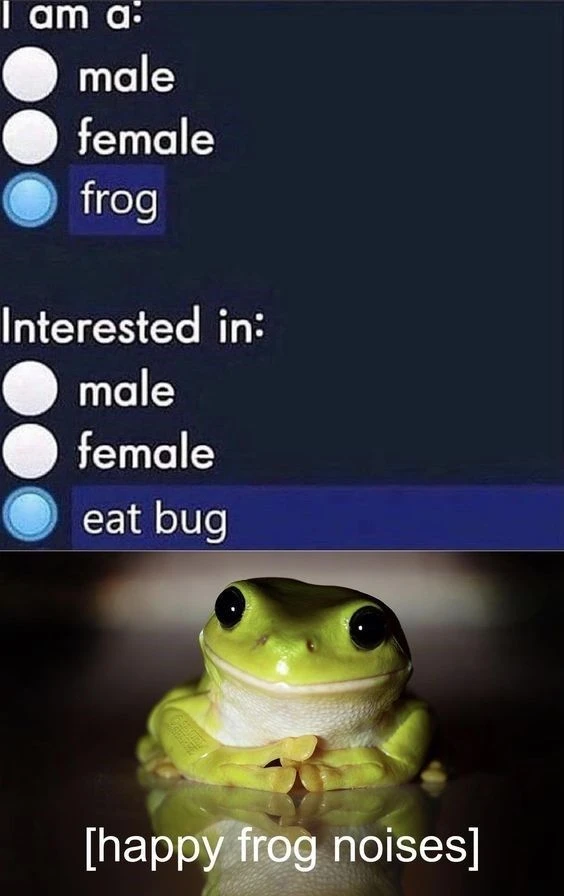 I am a:
male
female
frog
Interested in:
male
female
eat bug
[happy frog noises]